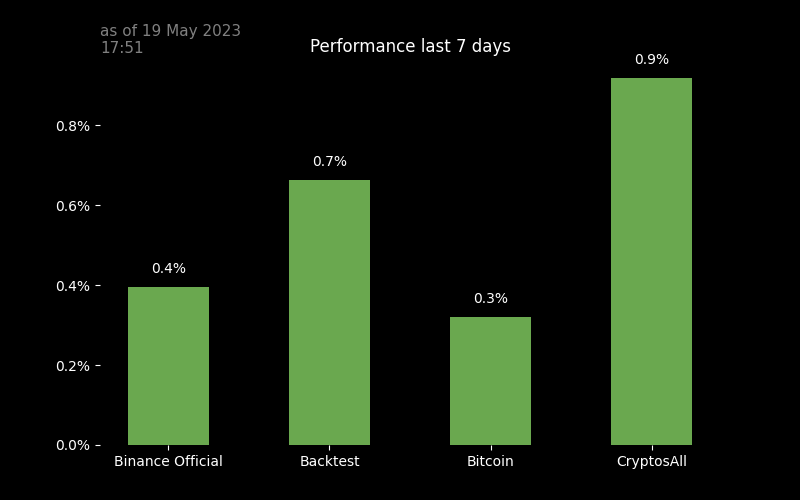 as of 19 May 2023
17:51
Performance last 7 days
0.9%
0.8%
0.7%
0.6%
0.4%
0.4%
0.3%
0.2%
0.0%
Binance Official
Backtest
Bitcoin
CryptosAll